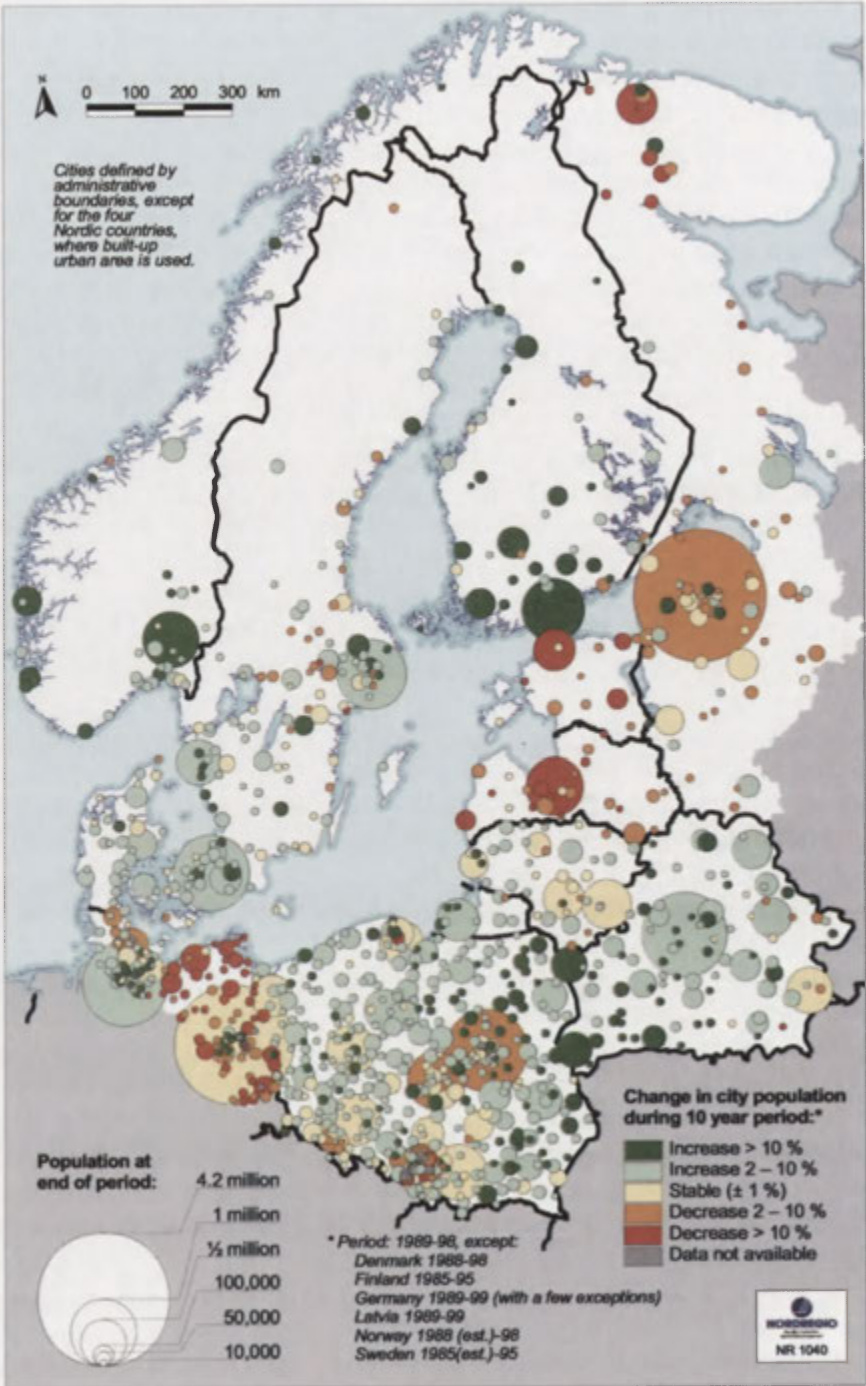 N
0 100 200 300 km
Cities defined by
administrative
boundaries, except
for the four
Nordic countries,
where built-up
urban area is used.
Change in city population
during 10 year period:*
Increase > 10 %
Increase 2 – 10 %
Stable (± 1 %)
Decrease 2 – 10 %
Decrease > 10 %
Data not available
Population at
end of period:
4.2 million
1 million
½ million
100,000
50,000
10,000
* Period: 1989-98, except:
Denmark 1988-98
Finland 1985-95
Germany 1989-99 (with a few exceptions)
Latvia 1989-99
Norway 1988 (est.)-98
Sweden 1985(est.)-95
NORDREGIO
NR 1040